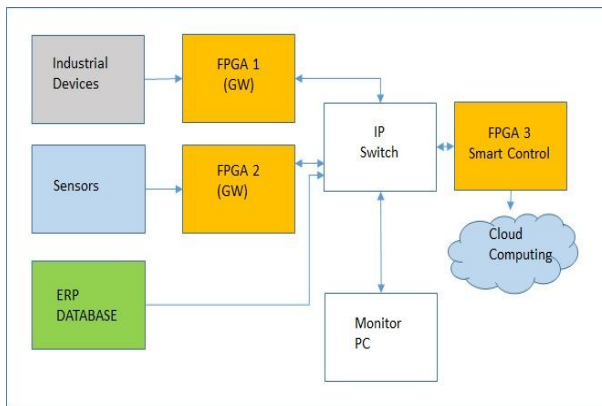 Industrial
Devices
FPGA 1
(GW)
IP
Switch
FPGA 3
Smart Control
Sensors
FPGA 2
(GW)
Cloud
Computing
ERP
DATABASE
Monitor
PC